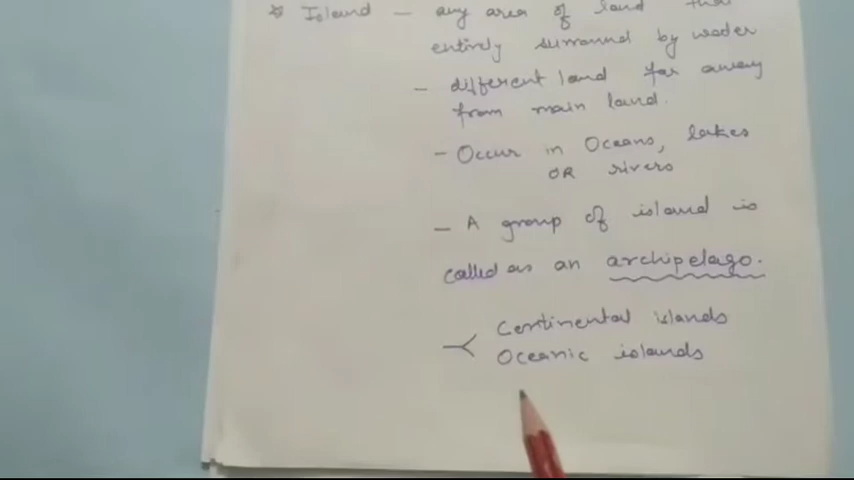 ☆ Island – any area of land that
entirely surround by water
– different land far away
from main land.
– Occur in Oceans, lakes
OR rivers
– A group of island is
called as an archipelago.
Continental islands
Oceanic islands